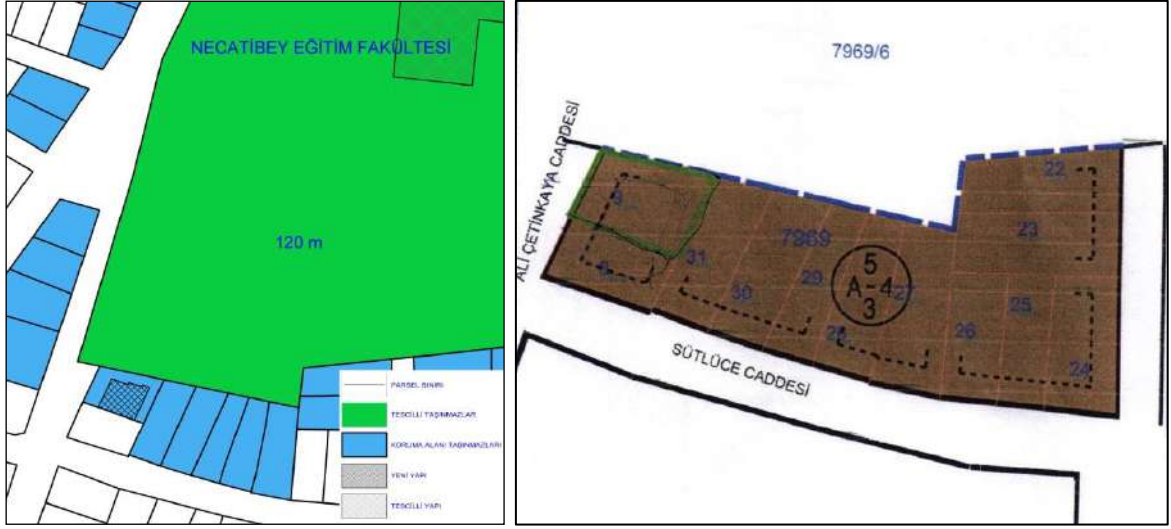 NECATİBEY EĞİTİM FAKÜLTESİ
120 m
PARSEL SINIRI
TESCİLLİ TAŞINMAZLAR
KORUMA ALANI TAŞINMAZLARI
YENİ YAPI
TESCİLLİ YAPI
7969/6
ALİ ÇETİNKAYA CADDESİ
22
9
23
7969
31
5
29
A-4
27
30
3
25
26
24
SÜTLÜCE CADDESİ